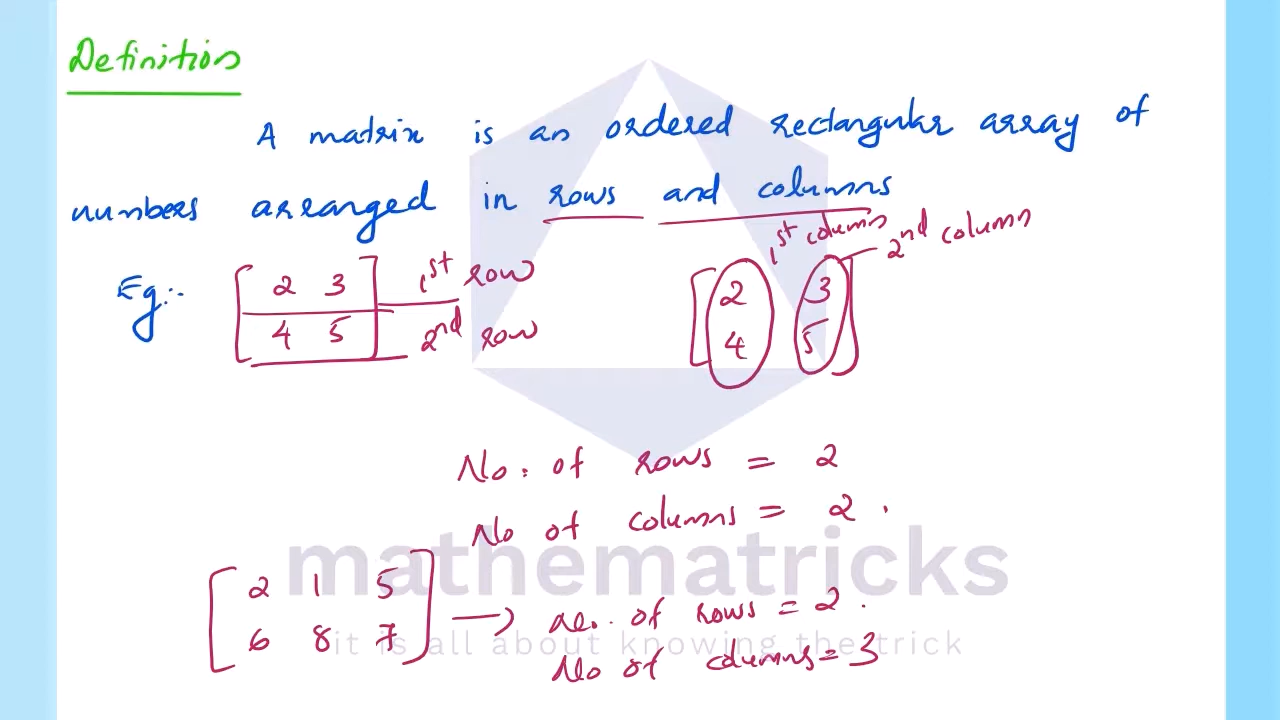 Definition
A matrix is an ordered rectangular array of
numbers arranged in rows and columns
Eg:- [2 3] 1st row
[4 5] 2nd row
1st column 2nd column
[2 3]
[4 5]
No. of rows = 2
No of columns = 2.
mathematricks
it is all about knowing the trick
[2 1 5]
[6 8 7] → no. of rows = 2.
No of columns = 3